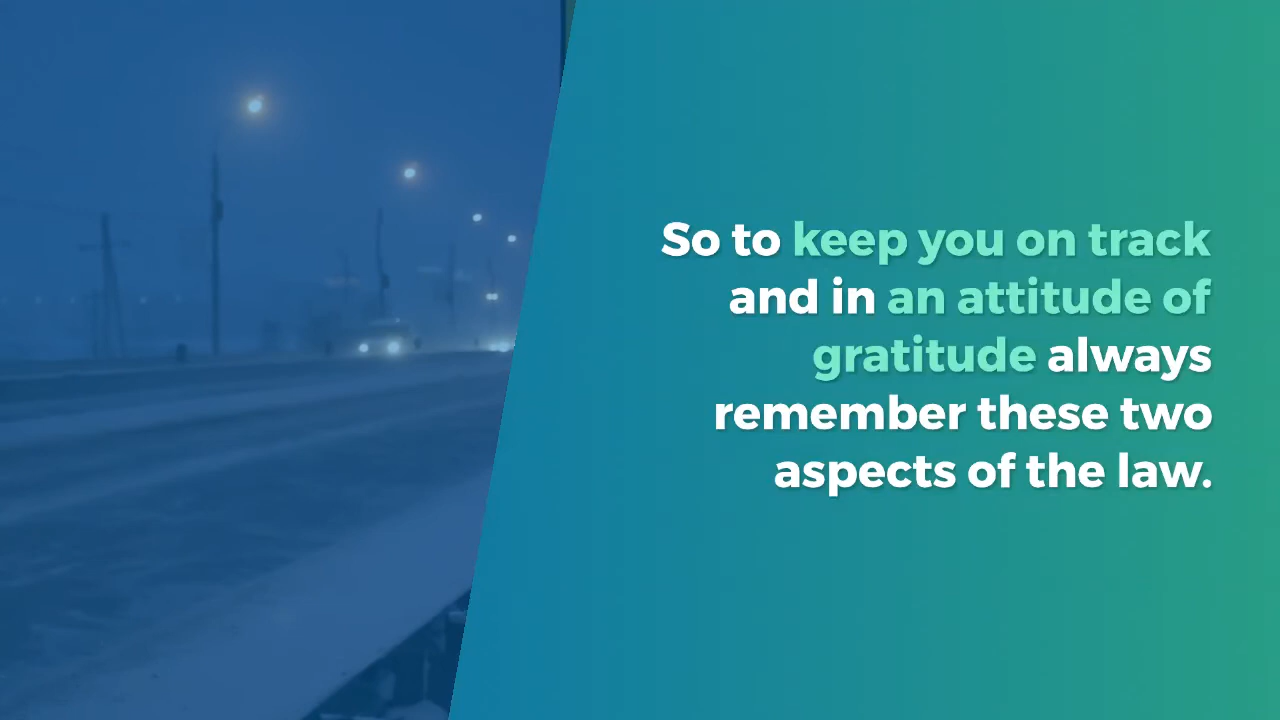 So to keep you on track
and in an attitude of
gratitude always
remember these two
aspects of the law.